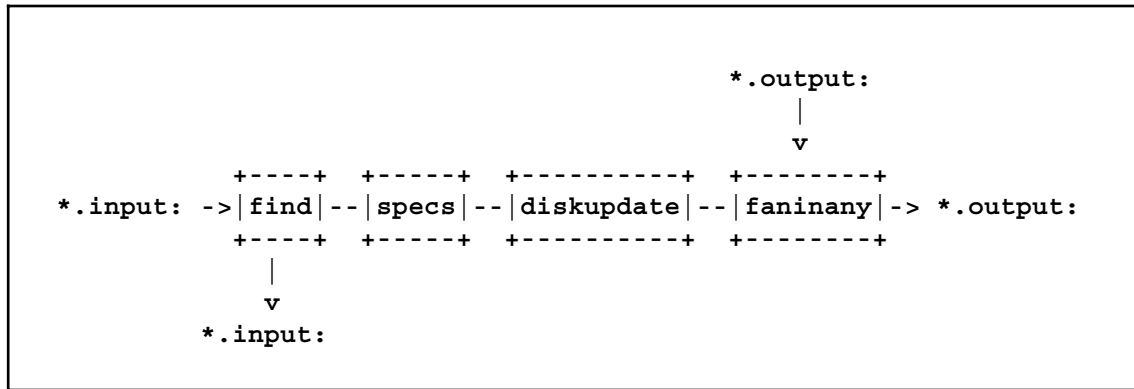 *.output:
|
v
+----+ +-----+ +----------+ +--------+
*.input: ->|find|--|specs|--|diskupdate|--|faninany|-> *.output:
+----+ +-----+ +----------+ +--------+
|
v
*.input: